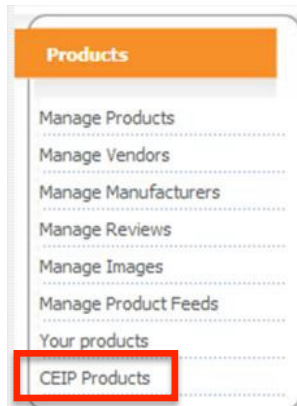 Products
Manage Products
Manage Vendors
Manage Manufacturers
Manage Reviews
Manage Images
Manage Product Feeds
Your products
CEIP Products